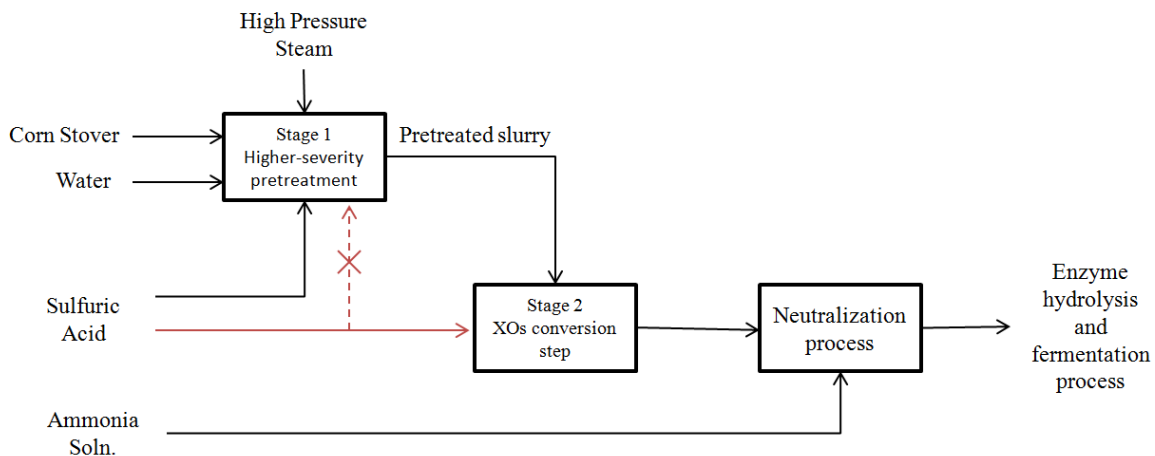 High Pressure
Steam
Corn Stover
Water
Stage 1
Higher-severity
pretreatment
Pretreated slurry
Sulfuric
Acid
Stage 2
XOs conversion
step
Neutralization
process
Enzyme
hydrolysis
and
fermentation
process
Ammonia
Soln.